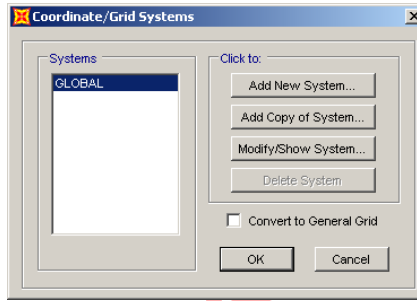 Coordinate/Grid Systems
Systems
GLOBAL
Click to:
Add New System...
Add Copy of System...
Modify/Show System...
Delete System
Convert to General Grid
OK
Cancel